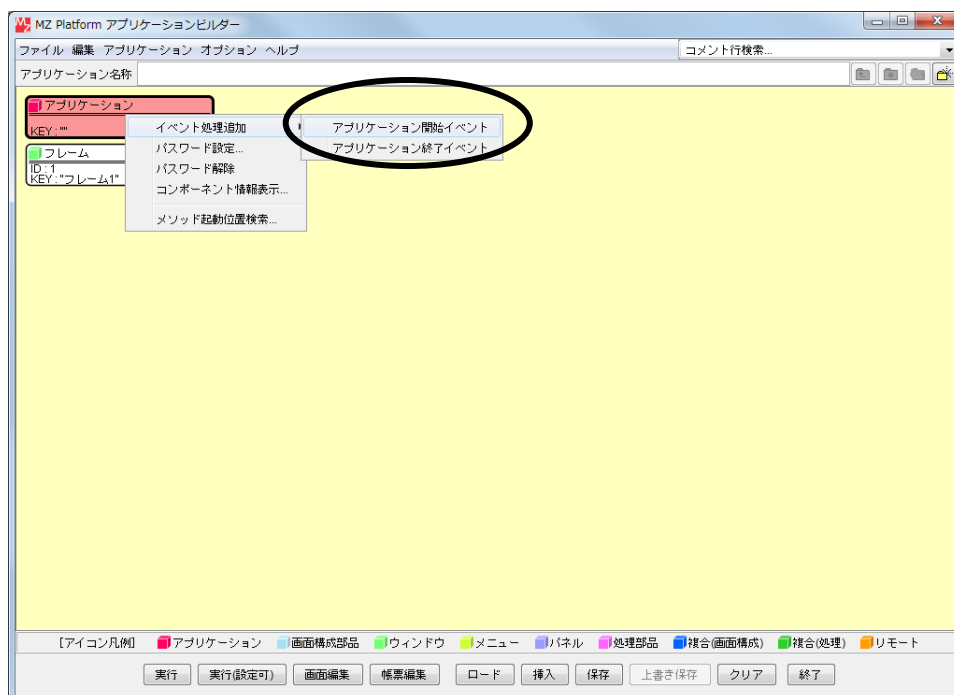 MZ Platform アプリケーションビルダー
ファイル 編集 アプリケーション オプション ヘルプ
コメント行検索...
アプリケーション名称
アプリケーション
KEY:""
イベント処理追加
アプリケーション開始イベント
パスワード設定...
アプリケーション終了イベント
フレーム
ID:1
パスワード解除
KEY:"フレーム1"
コンポーネント情報表示...
メソッド起動位置検索...
[アイコン凡例] アプリケーション 画面構成部品 ウィンドウ メニュー パネル 処理部品 複合(画面構成) 複合(処理) リモート
実行 実行(設定可) 画面編集 帳票編集 ロード 挿入 保存 上書き保存 クリア 終了